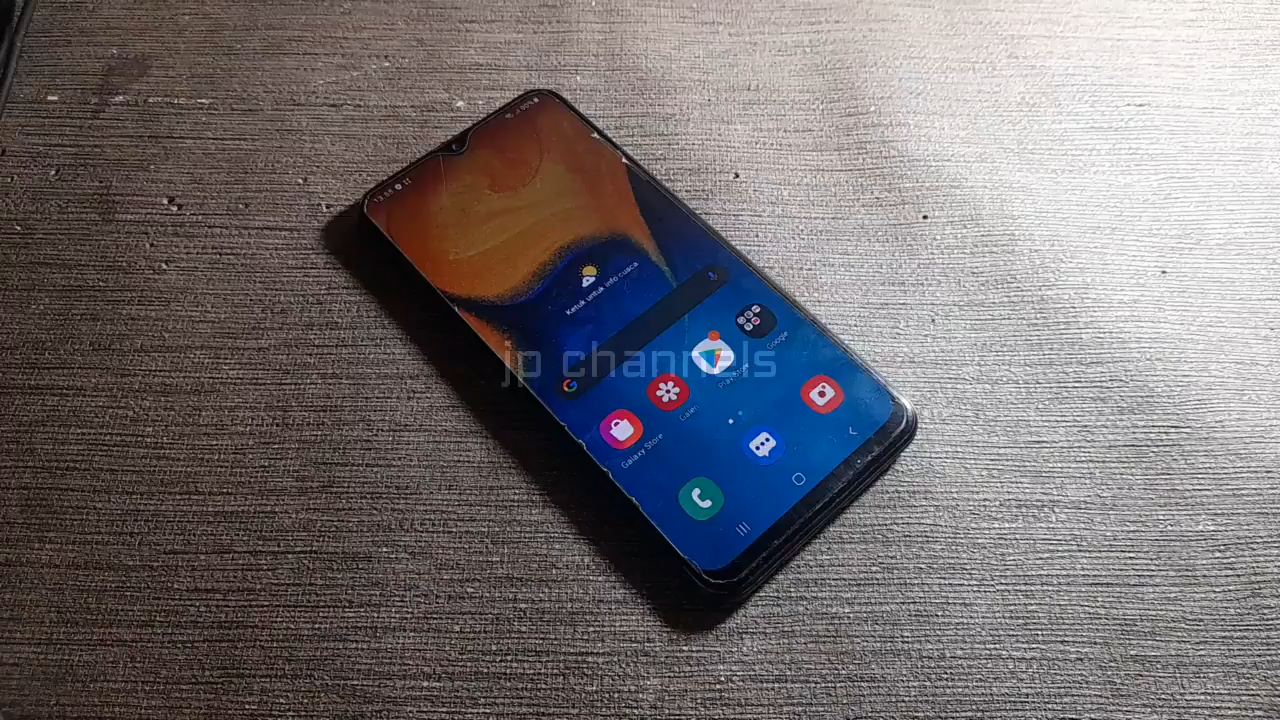 Ketuk untuk info cuaca
Google
Play Store
Galeri
Galaxy Store
jp channels